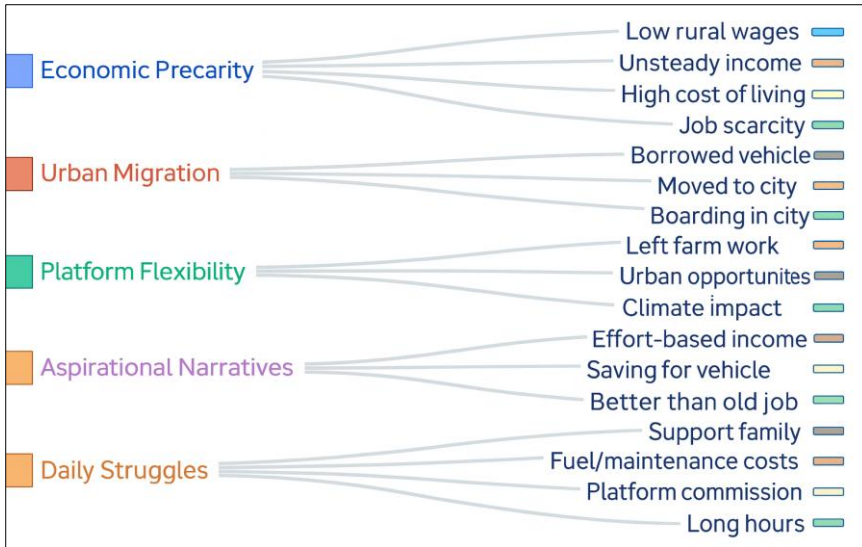 Economic Precarity
Low rural wages
Unsteady income
High cost of living
Job scarcity
Urban Migration
Borrowed vehicle
Moved to city
Boarding in city
Platform Flexibility
Left farm work
Urban opportunites
Climate impact
Aspirational Narratives
Effort-based income
Saving for vehicle
Better than old job
Daily Struggles
Support family
Fuel/maintenance costs
Platform commission
Long hours